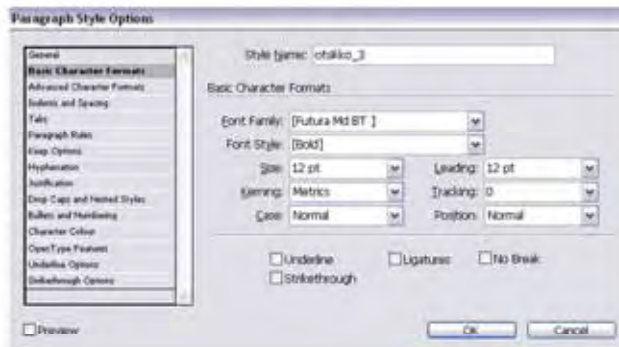 Paragraph Style Options
General
Basic Character Formats
Advanced Character Formats
Indents and Spacing
Tabs
Paragraph Rules
Keep Options
Hyphenation
Justification
Drop Caps and Nested Styles
Bullets and Numbering
Character Colour
OpenType Features
Underline Options
Strikethrough Options
Preview
Style Name: otsikko_3
Basic Character Formats
Font Family: [Futura Md BT ]
Font Style: [Bold]
Size: 12 pt Leading: 12 pt
Kerning: Metrics Tracking: 0
Case: Normal Position: Normal
Underline Ligatures No Break
Strikethrough
OK Cancel